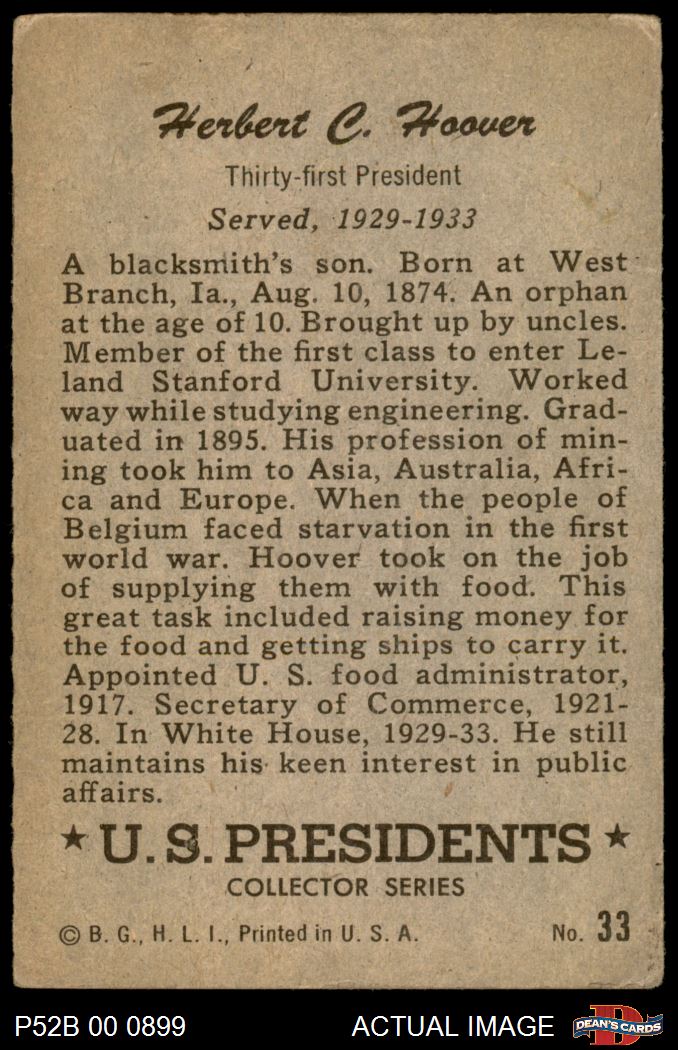 Herbert C. Hoover
Thirty-first President
Served, 1929-1933
A blacksmith's son. Born at West
Branch, Ia., Aug. 10, 1874. An orphan
at the age of 10. Brought up by uncles.
Member of the first class to enter Le-
land Stanford University. Worked
way while studying engineering. Grad-
uated in 1895. His profession of min-
ing took him to Asia, Australia, Afri-
ca and Europe. When the people of
Belgium faced starvation in the first
world war. Hoover took on the job
of supplying them with food. This
great task included raising money for
the food and getting ships to carry it.
Appointed U. S. food administrator,
1917. Secretary of Commerce, 1921-
28. In White House, 1929-33. He still
maintains his keen interest in public
affairs.
★ U.S. PRESIDENTS ★
COLLECTOR SERIES
© B. G., H. L. I., Printed in U. S. A. No. 33
P52B 00 0899 ACTUAL IMAGE DEAN'S CARDS